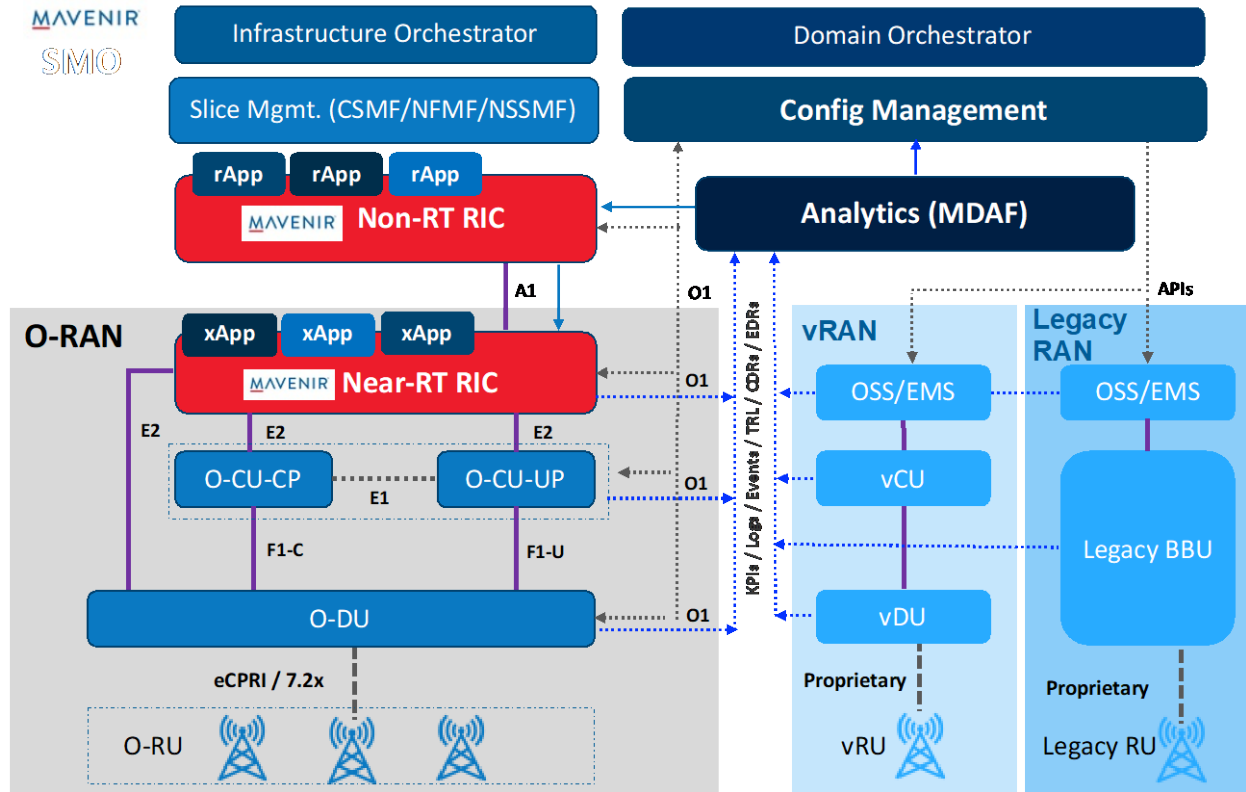 MAVENIR
SMO
Infrastructure Orchestrator
Domain Orchestrator
Slice Mgmt. (CSMF/NFMF/NSSMF)
Config Management
rApp
rApp
rApp
MAVENIR
Non-RT RIC
Analytics (MDAF)
A1
O1
APIs
O-RAN
vRAN
Legacy
RAN
xApp
xApp
xApp
MAVENIR
Near-RT RIC
O1
KPIs / Logs / Events / TRL / CDRs / EDRs
OSS/EMS
OSS/EMS
E2
E2
E2
O-CU-CP
E1
O-CU-UP
O1
vCU
F1-C
F1-U
Legacy BBU
O-DU
O1
vDU
eCPRI / 7.2x
Proprietary
Proprietary
O-RU
vRU
Legacy RU